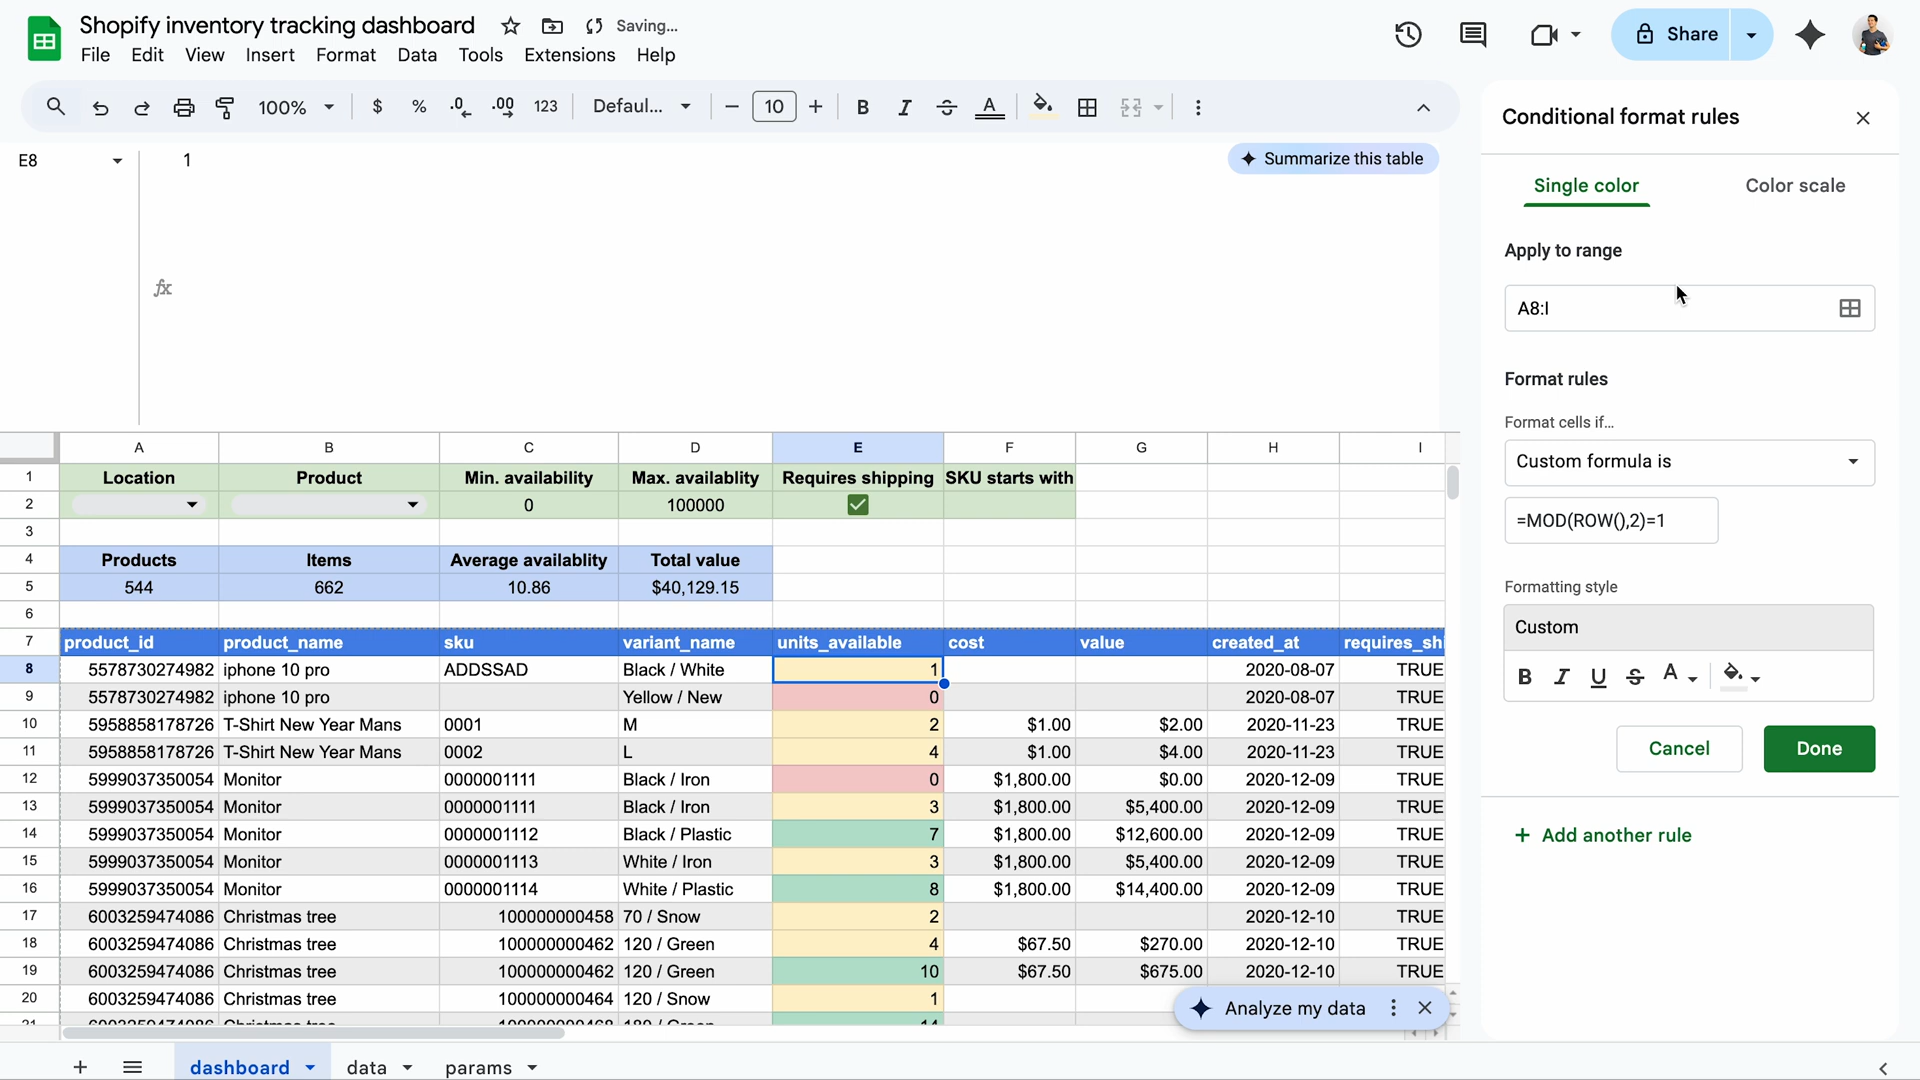 Shopify inventory tracking dashboard Saving...
File Edit View Insert Format Data Tools Extensions Help
Share
100% $ % .0 .00 123 Defaul... 10 B I S A
E8 1
Summarize this table
fx
A B C D E F G H I
1 Location Product Min. availability Max. availablity Requires shipping SKU starts with
2 0 100000
3
4 Products Items Average availablity Total value
5 544 662 10.86 $40,129.15
6
7 product_id product_name sku variant_name units_available cost value created_at requires_shi
8 5578730274982 iphone 10 pro ADDSSAD Black / White 1 2020-08-07 TRUE
9 5578730274982 iphone 10 pro Yellow / New 0 2020-08-07 TRUE
10 5958858178726 T-Shirt New Year Mans 0001 M 2 $1.00 $2.00 2020-11-23 TRUE
11 5958858178726 T-Shirt New Year Mans 0002 L 4 $1.00 $4.00 2020-11-23 TRUE
12 5999037350054 Monitor 0000001111 Black / Iron 0 $1,800.00 $0.00 2020-12-09 TRUE
13 5999037350054 Monitor 0000001111 Black / Iron 3 $1,800.00 $5,400.00 2020-12-09 TRUE
14 5999037350054 Monitor 0000001112 Black / Plastic 7 $1,800.00 $12,600.00 2020-12-09 TRUE
15 5999037350054 Monitor 0000001113 White / Iron 3 $1,800.00 $5,400.00 2020-12-09 TRUE
16 5999037350054 Monitor 0000001114 White / Plastic 8 $1,800.00 $14,400.00 2020-12-09 TRUE
17 6003259474086 Christmas tree 100000000458 70 / Snow 2 2020-12-10 TRUE
18 6003259474086 Christmas tree 100000000462 120 / Green 4 $67.50 $270.00 2020-12-10 TRUE
19 6003259474086 Christmas tree 100000000462 120 / Green 10 $67.50 $675.00 2020-12-10 TRUE
20 6003259474086 Christmas tree 100000000464 120 / Snow 1
Analyze my data
dashboard data params
Conditional format rules
Single color Color scale
Apply to range
A8:I
Format rules
Format cells if…
Custom formula is
=MOD(ROW(),2)=1
Formatting style
Custom
B I U S A
Cancel Done
+ Add another rule